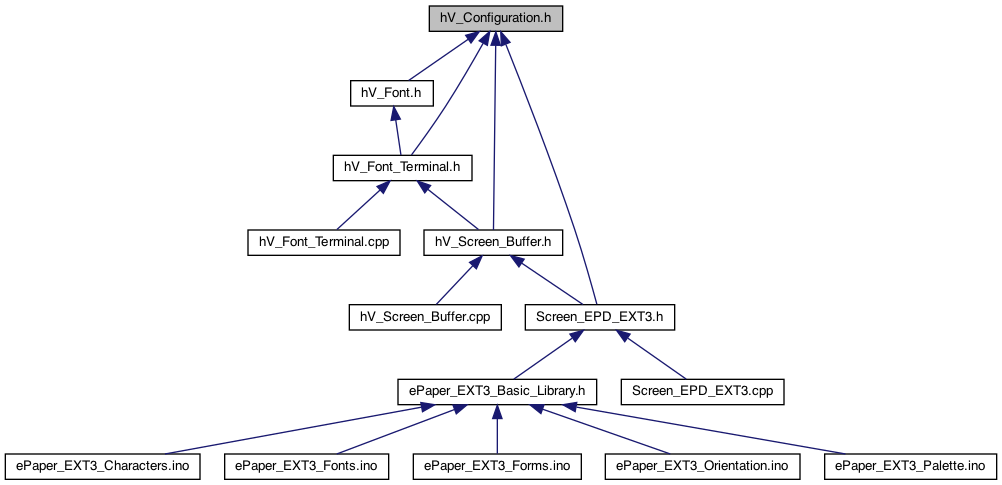 hV_Configuration.h
hV_Font.h
hV_Font_Terminal.h
hV_Font_Terminal.cpp
hV_Screen_Buffer.h
hV_Screen_Buffer.cpp
Screen_EPD_EXT3.h
ePaper_EXT3_Basic_Library.h
Screen_EPD_EXT3.cpp
ePaper_EXT3_Characters.ino
ePaper_EXT3_Fonts.ino
ePaper_EXT3_Forms.ino
ePaper_EXT3_Orientation.ino
ePaper_EXT3_Palette.ino